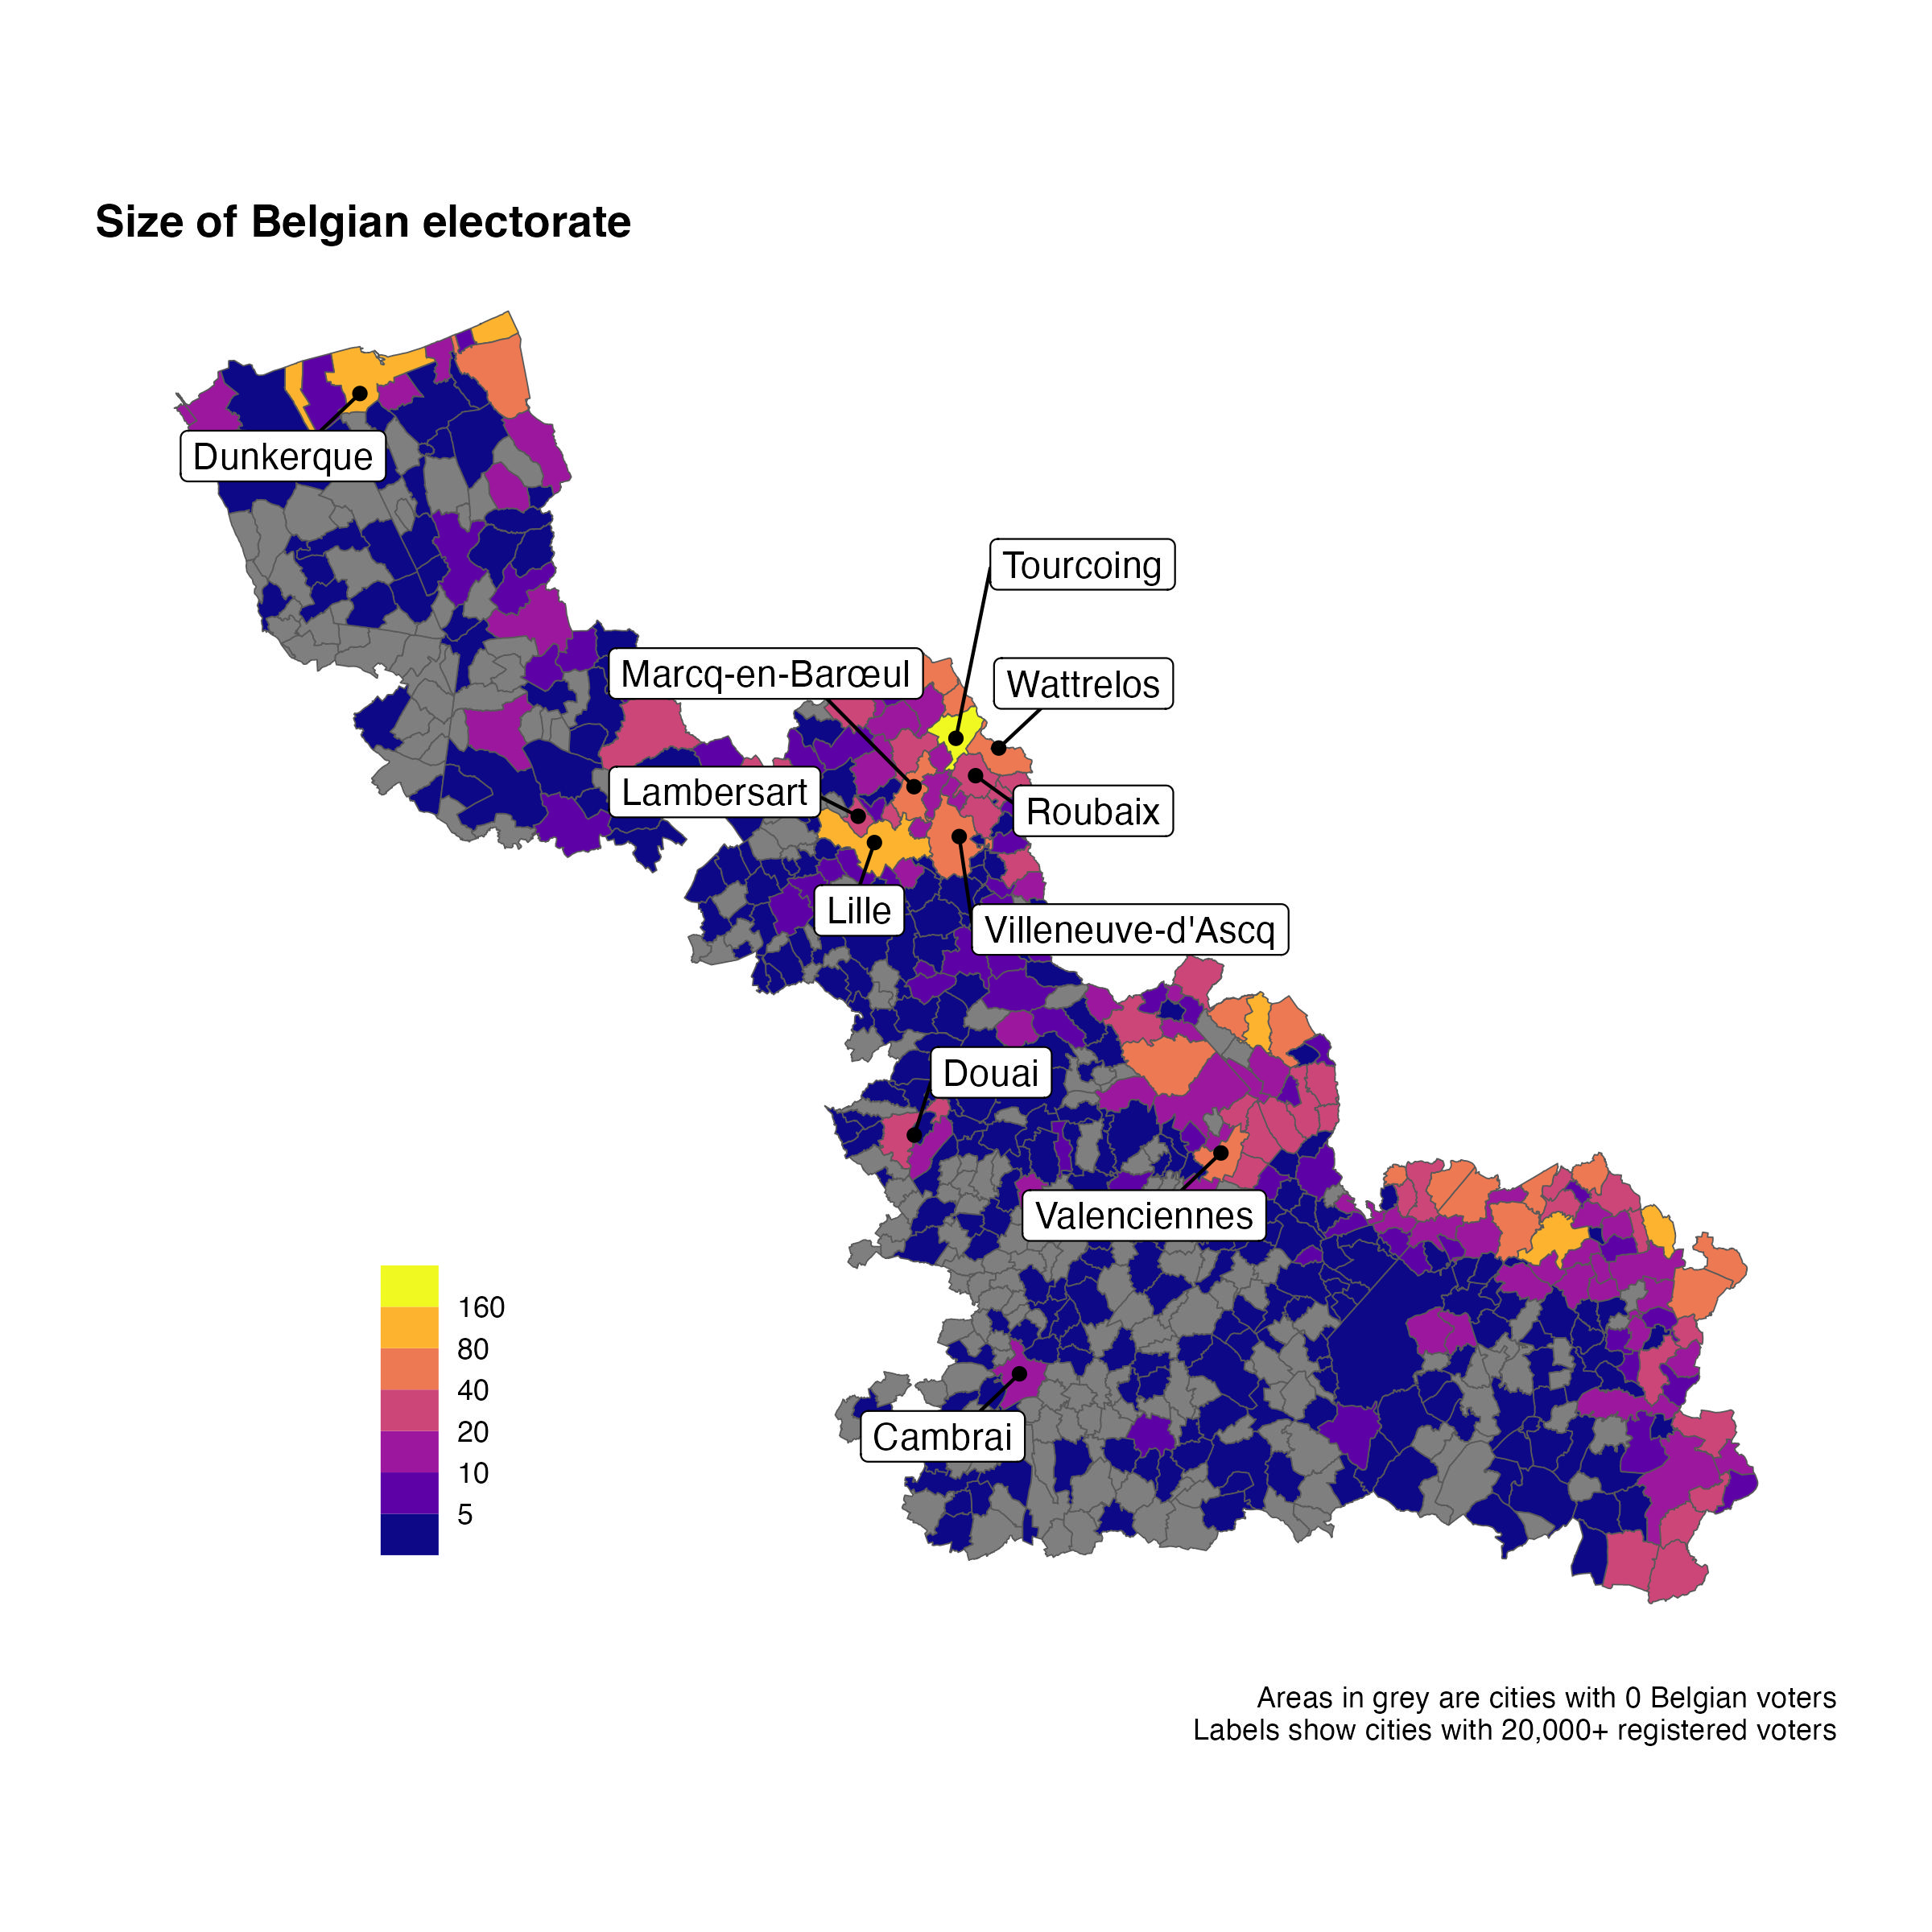 Size of Belgian electorate
Dunkerque
Tourcoing
Marcq-en-Barœul
Wattrelos
Lambersart
Roubaix
Lille
Villeneuve-d'Ascq
Douai
Valenciennes
160
80
40
20
10
5
Cambrai
Areas in grey are cities with 0 Belgian voters
Labels show cities with 20,000+ registered voters